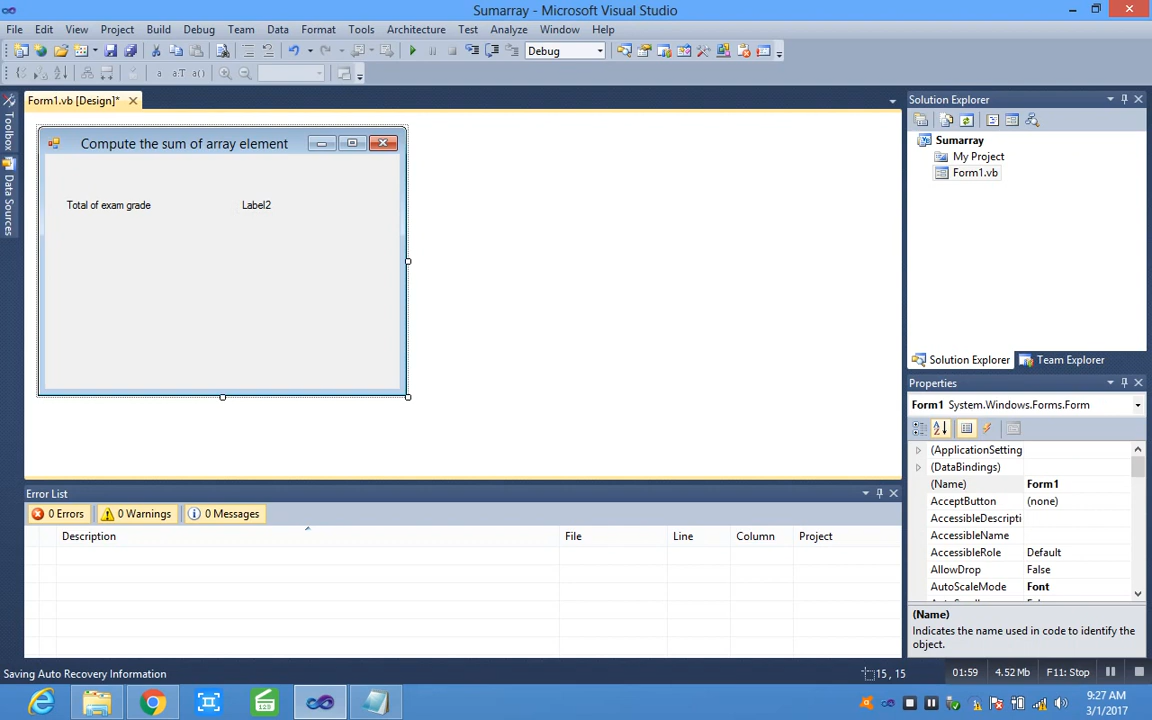 Sumarray - Microsoft Visual Studio
File Edit View Project Build Debug Team Data Format Tools Architecture Test Analyze Window Help
Debug
Form1.vb [Design]*
Toolbox
Data Sources
Compute the sum of array element
Total of exam grade Label2
Solution Explorer
Sumarray
My Project
Form1.vb
Solution Explorer Team Explorer
Properties
Form1 System.Windows.Forms.Form
(ApplicationSetting
(DataBindings)
(Name) Form1
AcceptButton (none)
AccessibleDescripti
AccessibleName
AccessibleRole Default
AllowDrop False
AutoScaleMode Font
(Name)
Indicates the name used in code to identify the
object.
Error List
0 Errors 0 Warnings 0 Messages
Description File Line Column Project
Saving Auto Recovery Information 15, 15 01:59 4.52 Mb F11: Stop
123
9:27 AM
3/1/2017